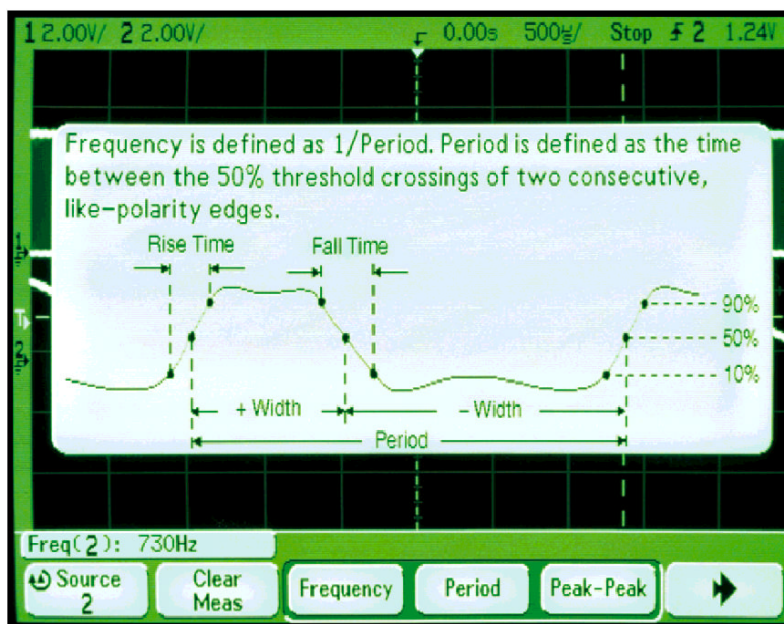 1 2.00V/ 2 2.00V/ 0.00s 500㎲/ Stop 2 1.24V
Frequency is defined as 1/Period. Period is defined as the time
between the 50% threshold crossings of two consecutive,
like-polarity edges.
Rise Time Fall Time
90%
50%
10%
+ Width - Width
Period
1
T
2
Freq(2): 730Hz
Source
2
Clear
Meas
Frequency
Period
Peak-Peak